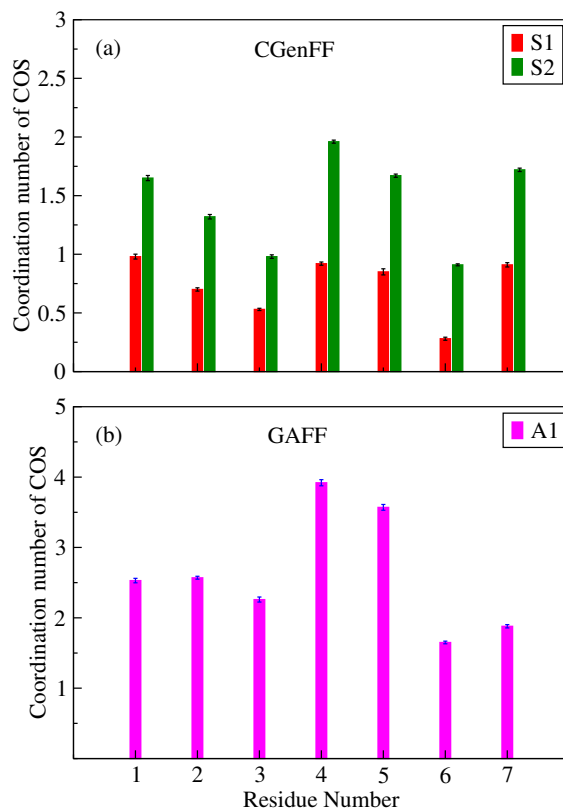 (a) CGenFF
S1
S2
3
2.5
2
1.5
1
0.5
0
Coordination number of COS
(b) GAFF
A1
5
4
3
2
1
Coordination number of COS
1 2 3 4 5 6 7
Residue Number